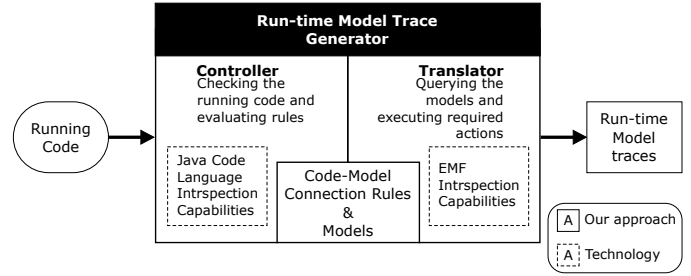 Run-time Model Trace
Generator
Controller
Checking the
running code and
evaluating rules
Translator
Querying the
models and
executing required
actions
Running
Code
Java Code
Language
Intrspection
Capabilities
Code-Model
Connection Rules
&
Models
EMF
Intrspection
Capabilities
Run-time
Model
traces
A Our approach
A Technology